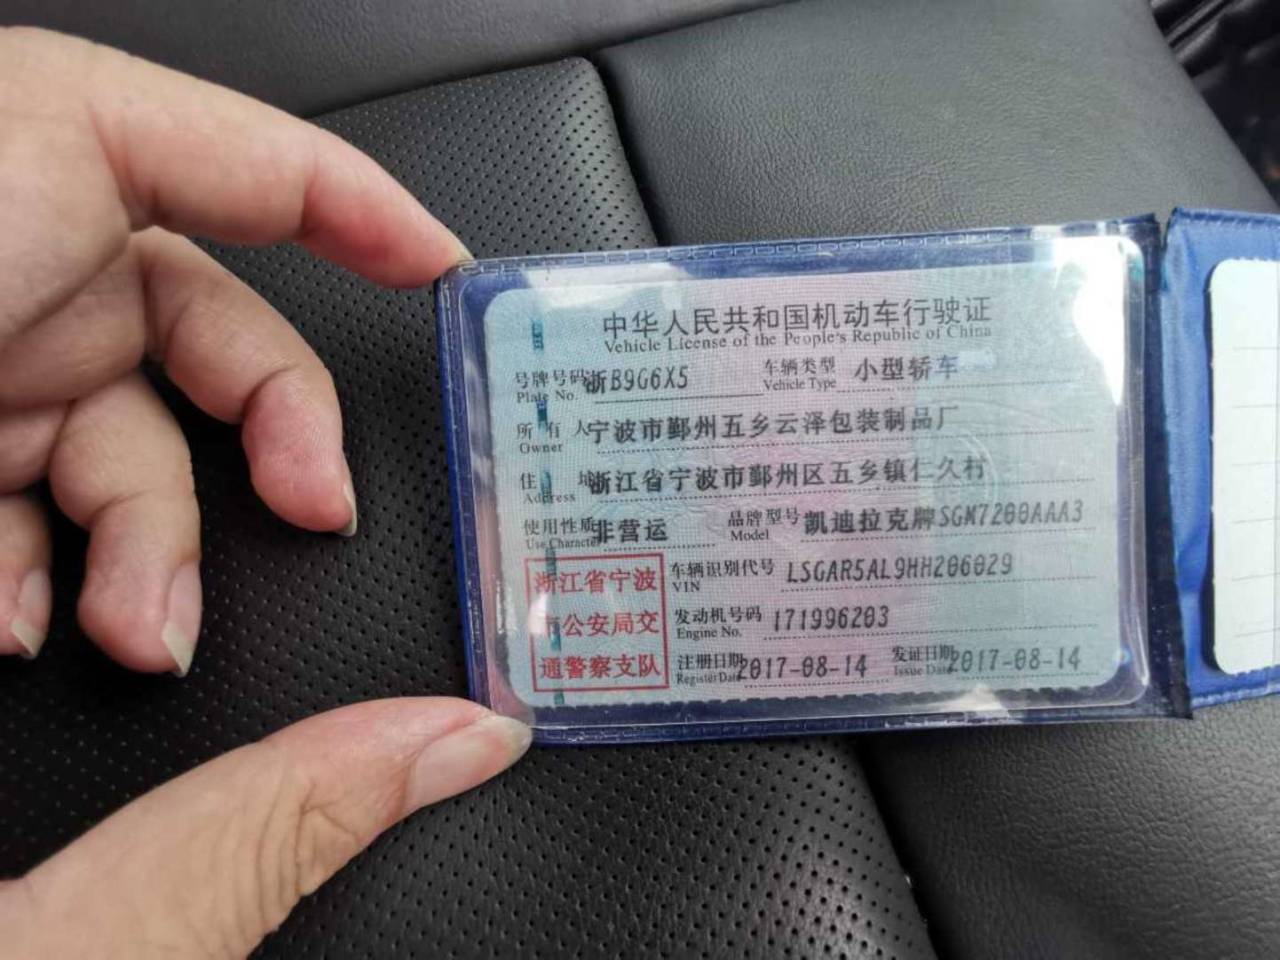 中华人民共和国机动车行驶证
Vehicle License of the People's Republic of China
号牌号码 浙B9G6X5 车辆类型 小型轿车
Plate No. Vehicle Type
所有人 宁波市鄞州五乡云泽包装制品厂
Owner
住址 浙江省宁波市鄞州区五乡镇仁久村
Address
使用性质 非营运 品牌型号 凯迪拉克牌SGM7200AAA3
Use Character Model
浙江省宁波
市公安局交
通警察支队
车辆识别代号 LSGAR5AL9HH206029
VIN
发动机号码 171996203
Engine No.
注册日期 2017-08-14 发证日期 2017-08-14
Register Date Issue Date